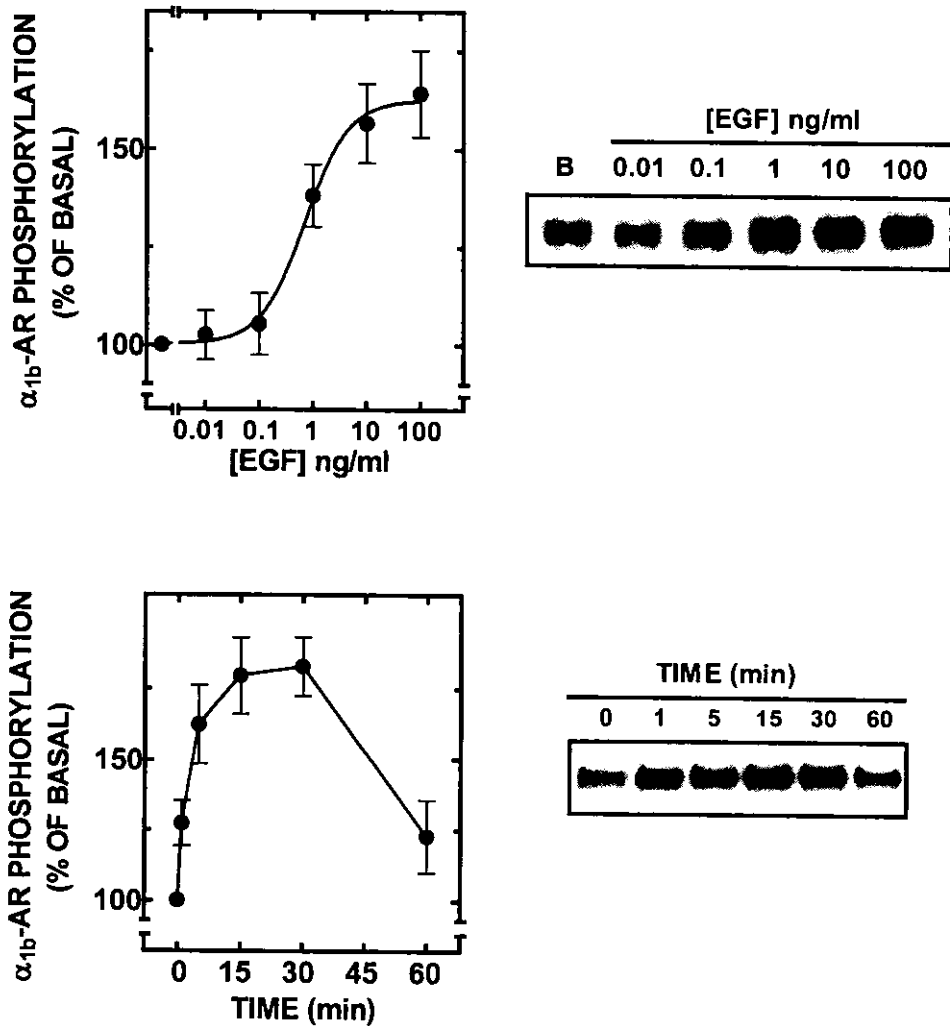 α1b-AR PHOSPHORYLATION
(% OF BASAL)
150
100
0.01 0.1 1 10 100
[EGF] ng/ml
[EGF] ng/ml
B 0.01 0.1 1 10 100
α1b-AR PHOSPHORYLATION
(% OF BASAL)
150
100
0 15 30 45 60
TIME (min)
TIME (min)
0 1 5 15 30 60